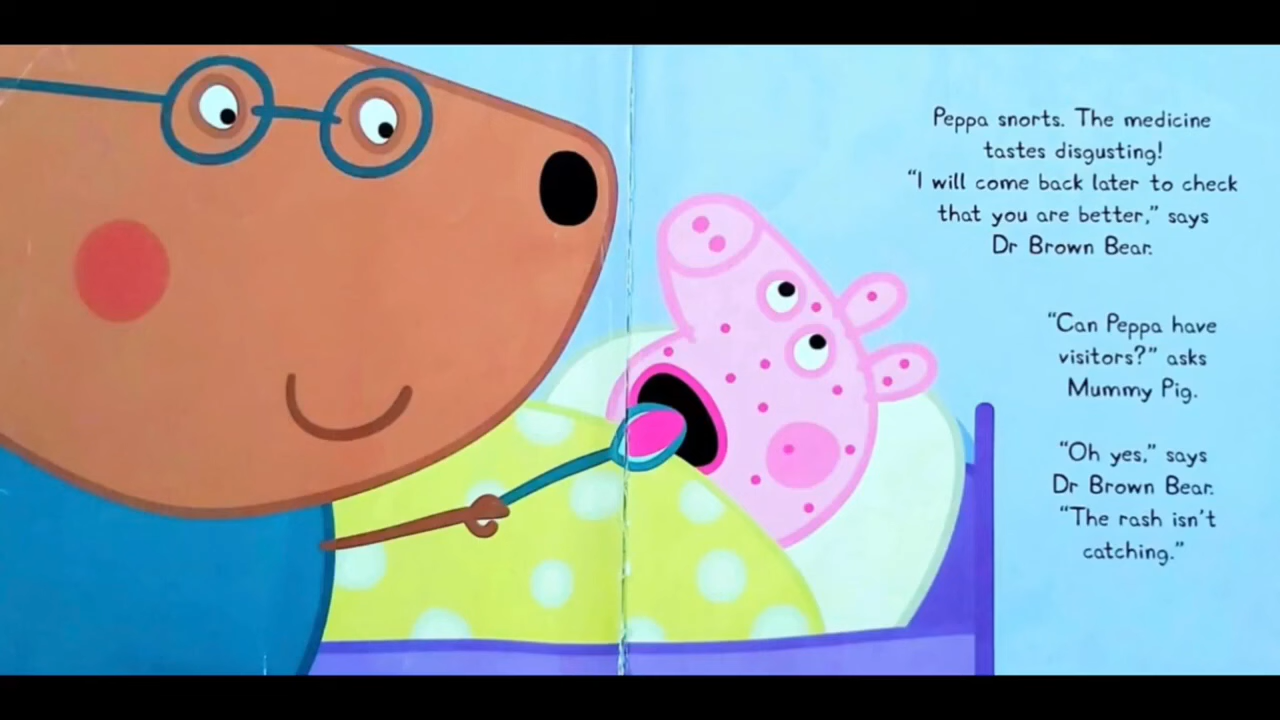 Peppa snorts. The medicine
tastes disgusting!
“I will come back later to check
that you are better,” says
Dr Brown Bear.
“Can Peppa have
visitors?” asks
Mummy Pig.
“Oh yes,” says
Dr Brown Bear.
“The rash isn't
catching.”